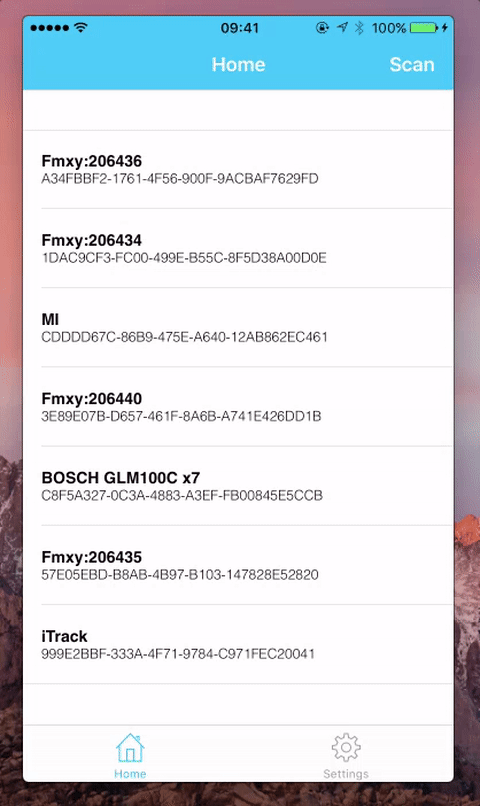 09:41
100%
Home
Scan
Fmxy:206436
A34FBBF2-1761-4F56-900F-9ACBAF7629FD
Fmxy:206434
1DAC9CF3-FC00-499E-B55C-8F5D38A00D0E
MI
CDDDD67C-86B9-475E-A640-12AB862EC461
Fmxy:206440
3E89E07B-D657-461F-8A6B-A741E426DD1B
BOSCH GLM100C x7
C8F5A327-0C3A-4883-A3EF-FB00845E5CCB
Fmxy:206435
57E05EBD-B8AB-4B97-B103-147828E52820
iTrack
999E2BBF-333A-4F71-9784-C971FEC20041
Home
Settings